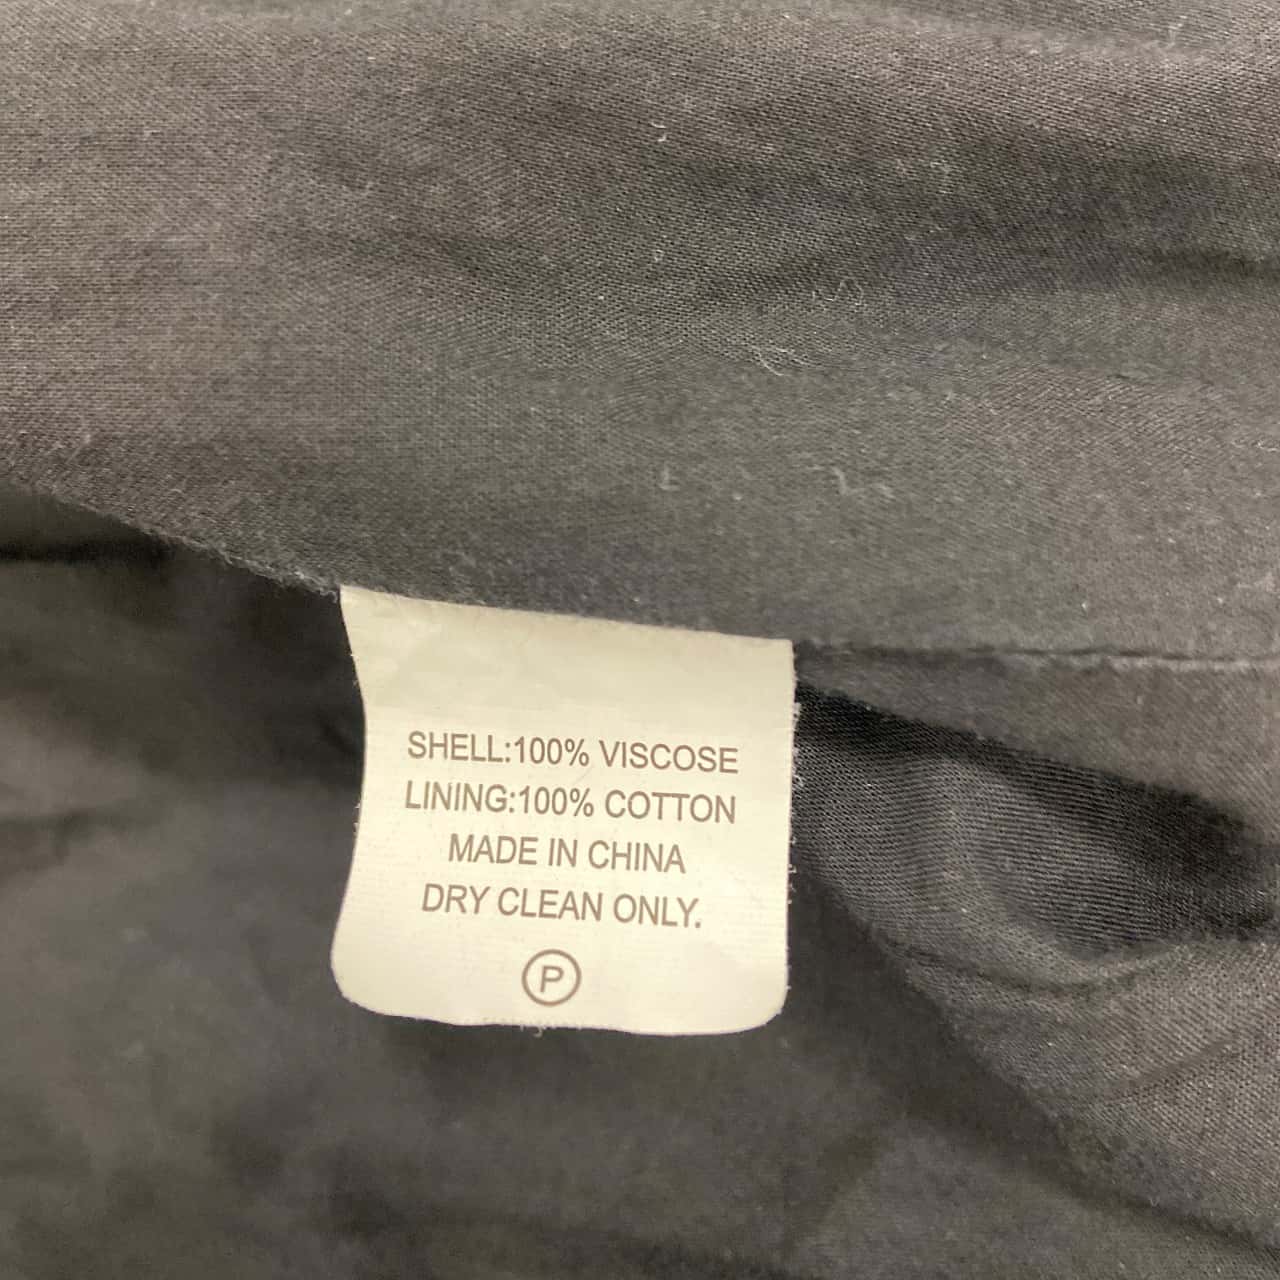 SHELL:100% VISCOSE
LINING:100% COTTON
MADE IN CHINA
DRY CLEAN ONLY.
P